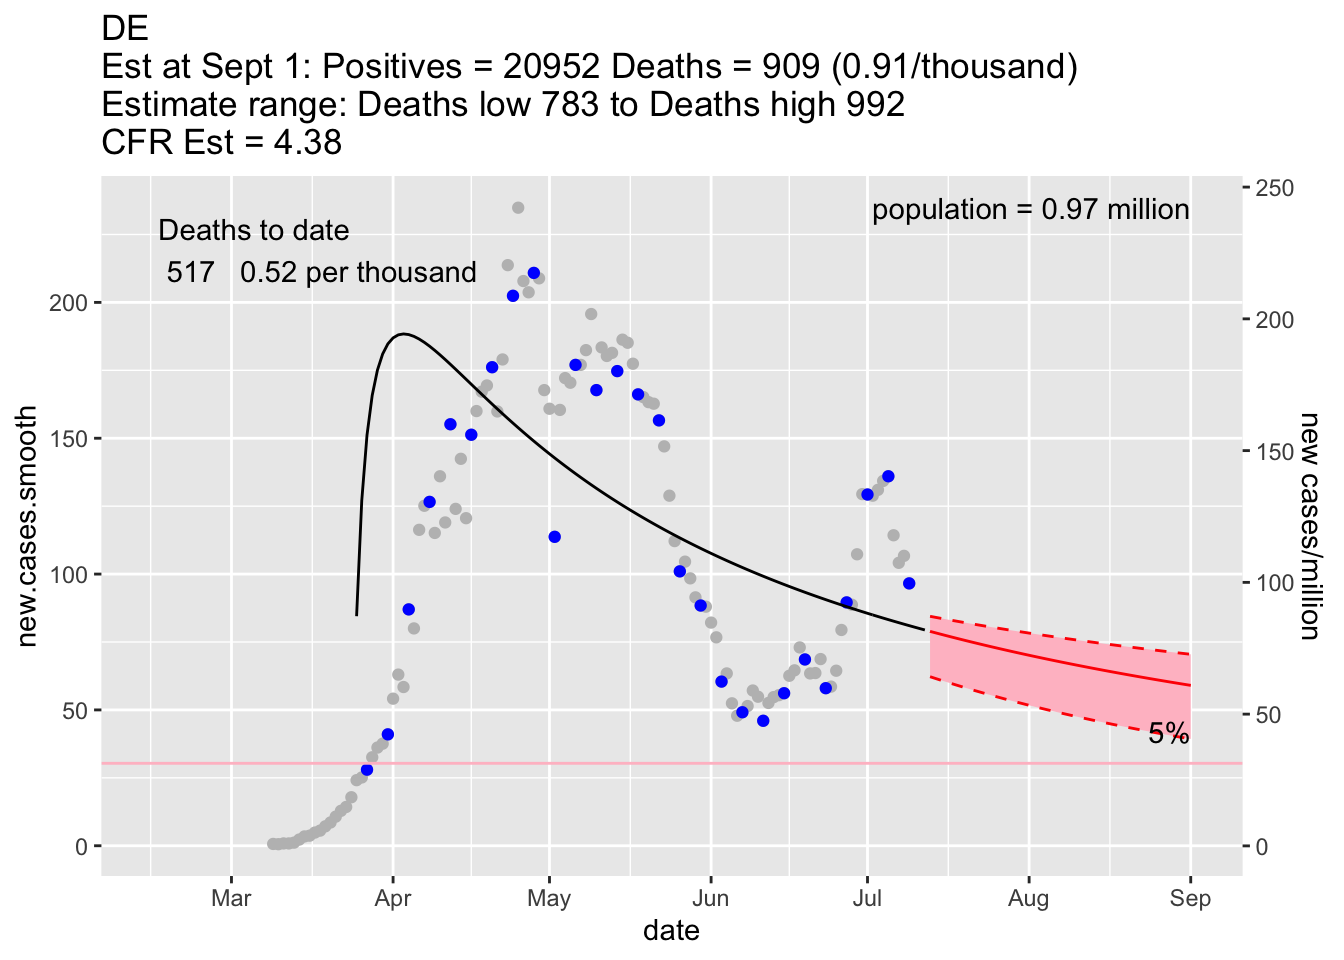 DE
Est at Sept 1: Positives = 20952 Deaths = 909 (0.91/thousand)
Estimate range: Deaths low 783 to Deaths high 992
CFR Est = 4.38
Deaths to date
517 0.52 per thousand
population = 0.97 million
5%
new.cases.smooth
200
150
100
50
0
250
200
150
100
50
0
new cases/million
Mar Apr May Jun Jul Aug Sep
date